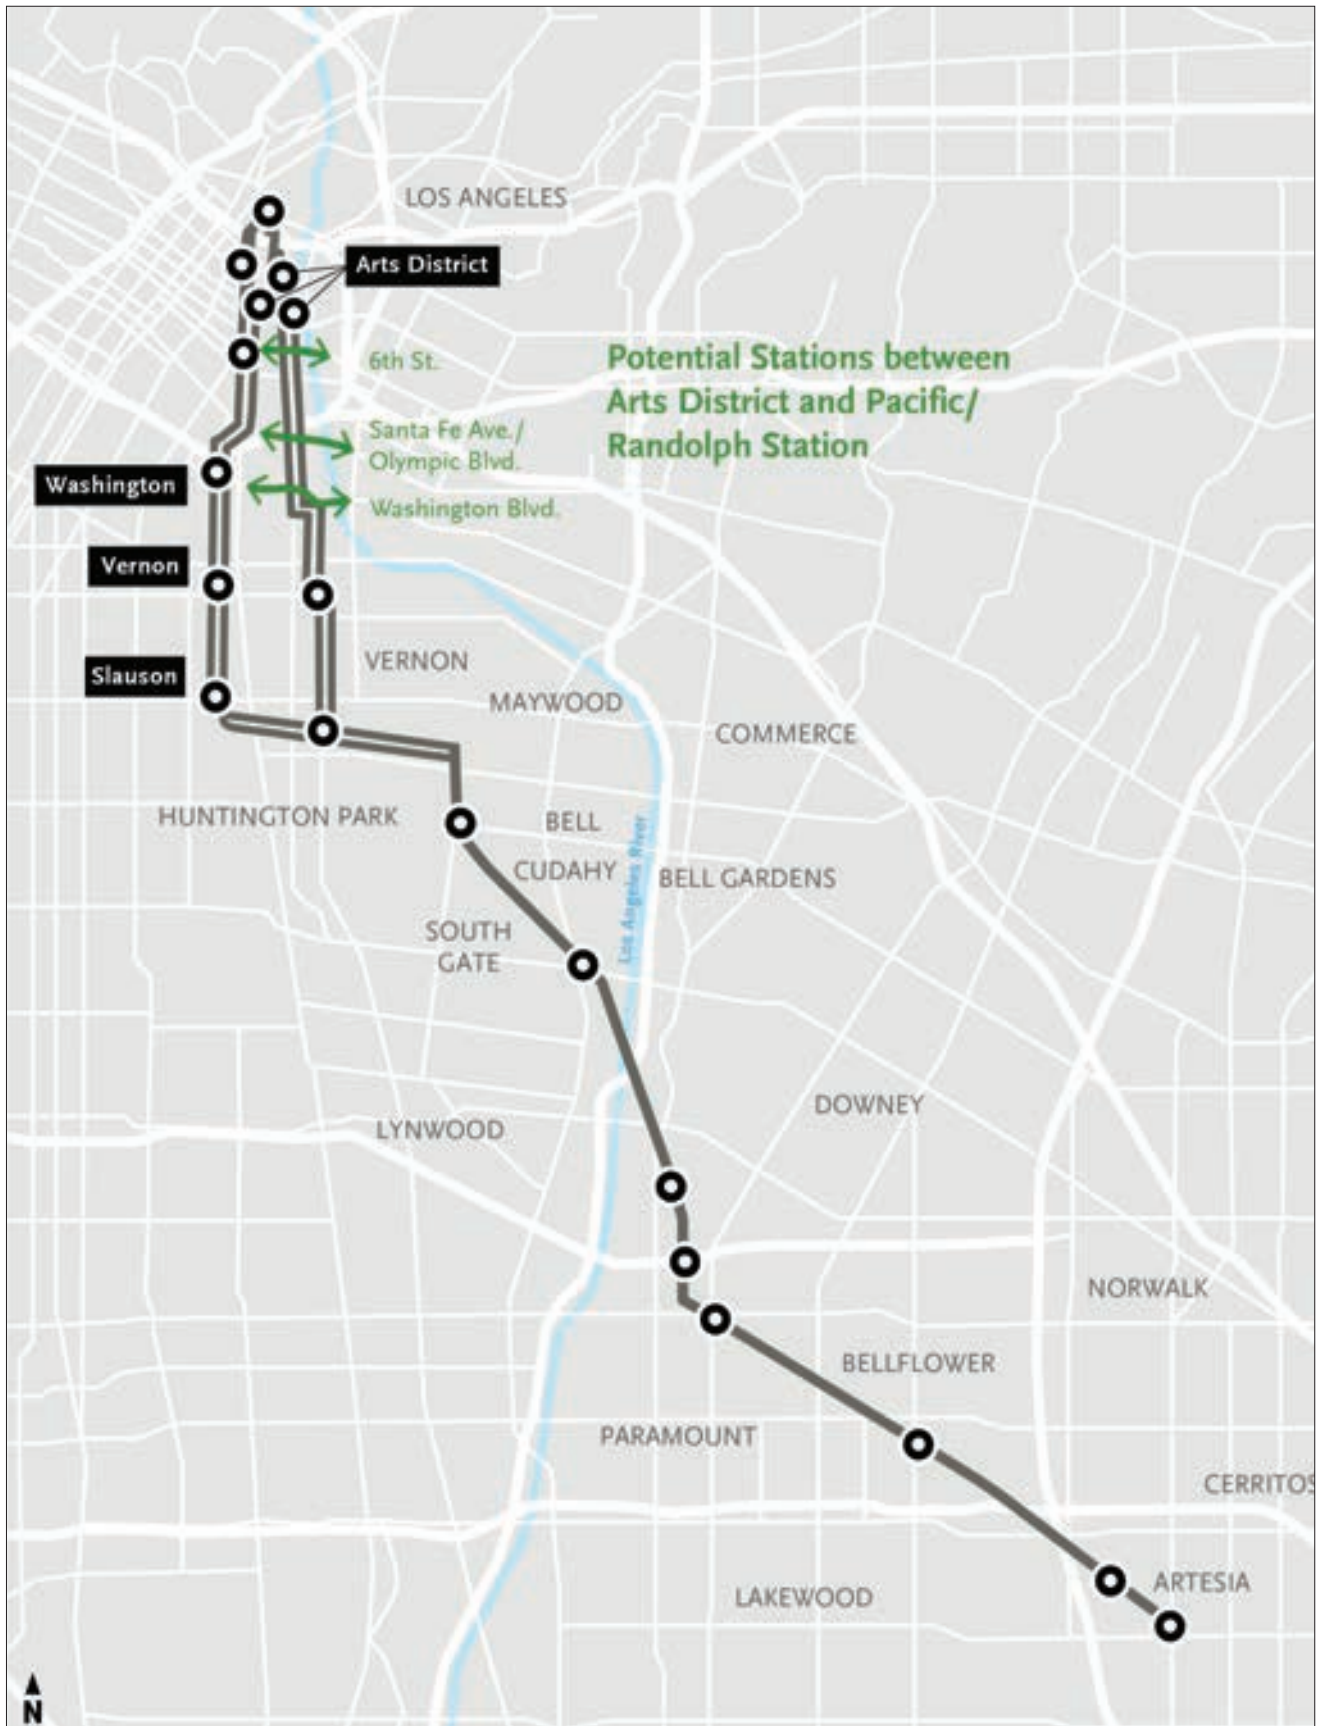 LOS ANGELES
Arts District
6th St.
Potential Stations between
Arts District and Pacific/
Randolph Station
Santa Fe Ave./
Olympic Blvd.
Washington
Washington Blvd.
Vernon
VERNON
Slauson
MAYWOOD
COMMERCE
HUNTINGTON PARK
BELL
CUDAHY
BELL GARDENS
Los Angeles River
SOUTH
GATE
DOWNEY
LYNWOOD
NORWALK
BELLFLOWER
PARAMOUNT
CERRITOS
ARTESIA
LAKEWOOD
N